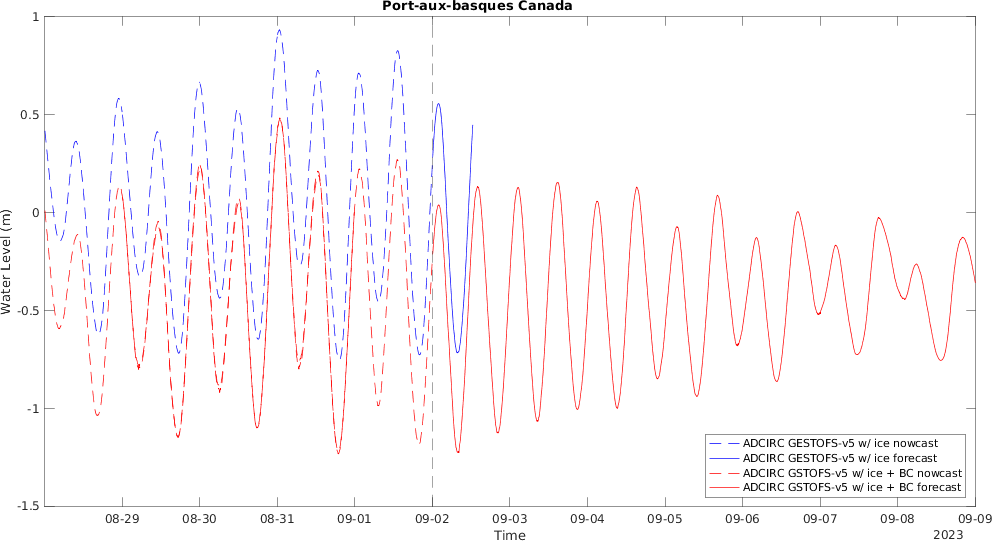 Port-aux-basques Canada
1
0.5
0
-0.5
-1
-1.5
Water Level (m)
ADCIRC GESTOFS-v5 w/ ice nowcast
ADCIRC GESTOFS-v5 w/ ice forecast
ADCIRC GSTOFS-v5 w/ ice + BC nowcast
ADCIRC GSTOFS-v5 w/ ice + BC forecast
08-29 08-30 08-31 09-01 09-02 09-03 09-04 09-05 09-06 09-07 09-08 09-09
Time
2023